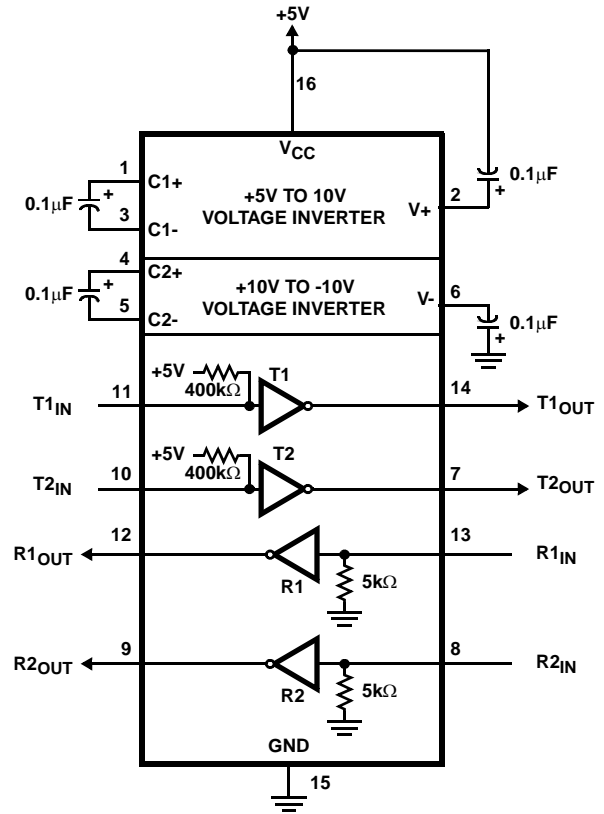 +5V
16
VCC
1
C1+
0.1μF
+
3
C1-
+5V TO 10V
VOLTAGE INVERTER
2
V+
0.1μF
+
4
C2+
0.1μF
+
5
C2-
+10V TO -10V
VOLTAGE INVERTER
V-
6
0.1μF
+
T1IN
11
+5V
400kΩ
T1
14
T1OUT
T2IN
10
+5V
400kΩ
T2
7
T2OUT
R1OUT
12
R1
5kΩ
13
R1IN
R2OUT
9
R2
5kΩ
8
R2IN
GND
15